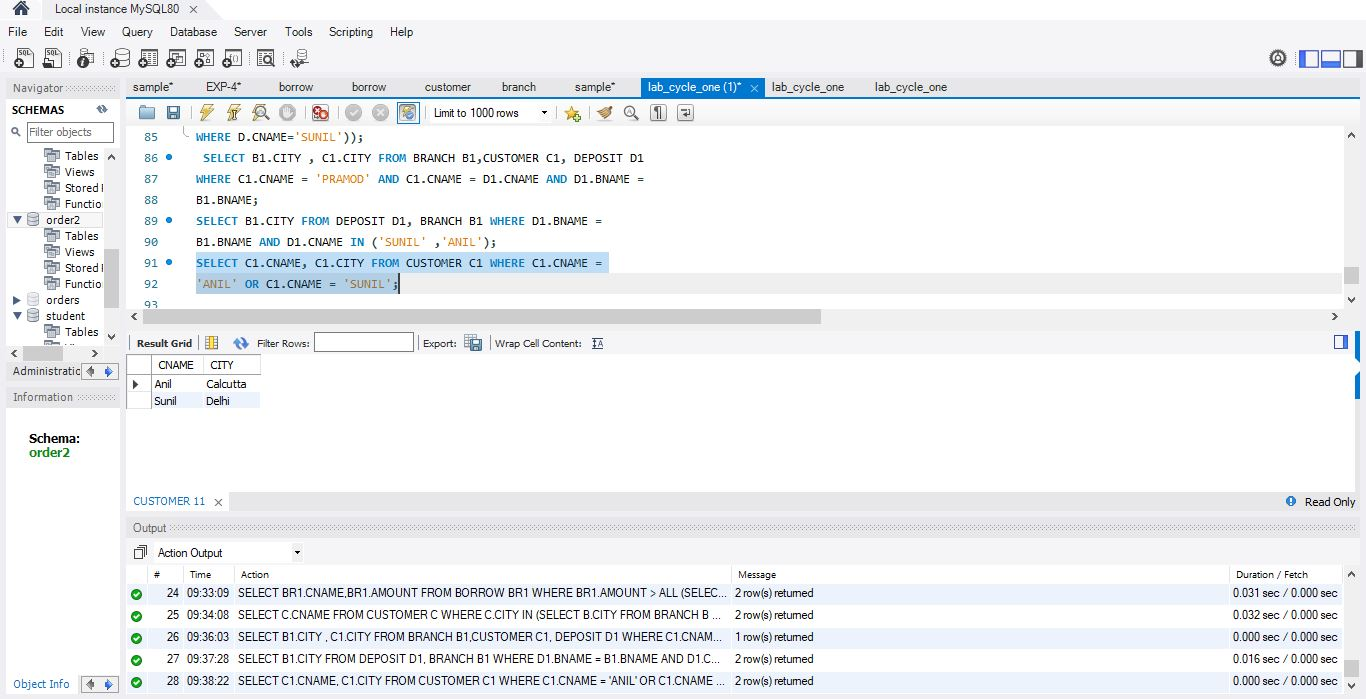 Local instance MySQL80
File Edit View Query Database Server Tools Scripting Help
Navigator
SCHEMAS
Filter objects
Tables
Views
Stored
Functio
order2
Tables
Views
Stored
Functio
orders
student
Tables
Administratic
Information
Schema:
order2
Object Info
sample* EXP-4* borrow borrow customer branch sample* lab_cycle_one (1)* lab_cycle_one lab_cycle_one
Limit to 1000 rows
85 WHERE D.CNAME='SUNIL'));
86 SELECT B1.CITY , C1.CITY FROM BRANCH B1,CUSTOMER C1, DEPOSIT D1
87 WHERE C1.CNAME = 'PRAMOD' AND C1.CNAME = D1.CNAME AND D1.BNAME =
88 B1.BNAME;
89 SELECT B1.CITY FROM DEPOSIT D1, BRANCH B1 WHERE D1.BNAME =
90 B1.BNAME AND D1.CNAME IN ('SUNIL' ,'ANIL');
91 SELECT C1.CNAME, C1.CITY FROM CUSTOMER C1 WHERE C1.CNAME =
92 'ANIL' OR C1.CNAME = 'SUNIL';
93
Result Grid Filter Rows: Export: Wrap Cell Content:
CNAME CITY
Anil Calcutta
Sunil Delhi
CUSTOMER 11
Read Only
Output
Action Output
# Time Action Message Duration / Fetch
24 09:33:09 SELECT BR1.CNAME,BR1.AMOUNT FROM BORROW BR1 WHERE BR1.AMOUNT > ALL (SELEC... 2 row(s) returned 0.031 sec / 0.000 sec
25 09:34:08 SELECT C.CNAME FROM CUSTOMER C WHERE C.CITY IN (SELECT B.CITY FROM BRANCH B ... 2 row(s) returned 0.032 sec / 0.000 sec
26 09:36:03 SELECT B1.CITY , C1.CITY FROM BRANCH B1,CUSTOMER C1, DEPOSIT D1 WHERE C1.CNAM... 1 row(s) returned 0.000 sec / 0.000 sec
27 09:37:28 SELECT B1.CITY FROM DEPOSIT D1, BRANCH B1 WHERE D1.BNAME = B1.BNAME AND D1.C... 2 row(s) returned 0.016 sec / 0.000 sec
28 09:38:22 SELECT C1.CNAME, C1.CITY FROM CUSTOMER C1 WHERE C1.CNAME = 'ANIL' OR C1.CNAME ... 2 row(s) returned 0.000 sec / 0.000 sec